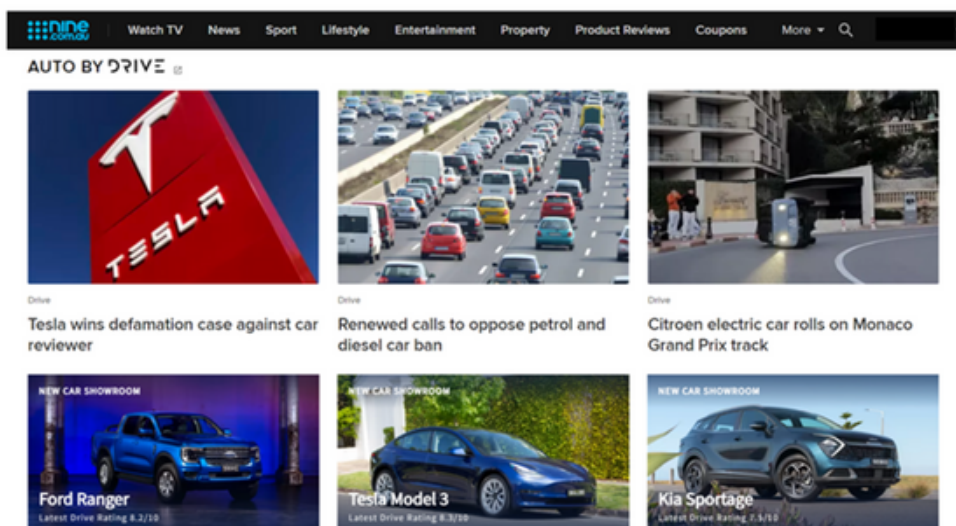 nine
.com.au
Watch TV News Sport Lifestyle Entertainment Property Product Reviews Coupons More
AUTO BY DRIVE
TESLA
Drive
Tesla wins defamation case against car
reviewer
Drive
Renewed calls to oppose petrol and
diesel car ban
Drive
Citroen electric car rolls on Monaco
Grand Prix track
NEW CAR SHOWROOM
Ford Ranger
Latest Drive Rating 8.2/10
NEW CAR SHOWROOM
Tesla Model 3
Latest Drive Rating 8.3/10
NEW CAR SHOWROOM
Kia Sportage
Latest Drive Rating 7.5/10